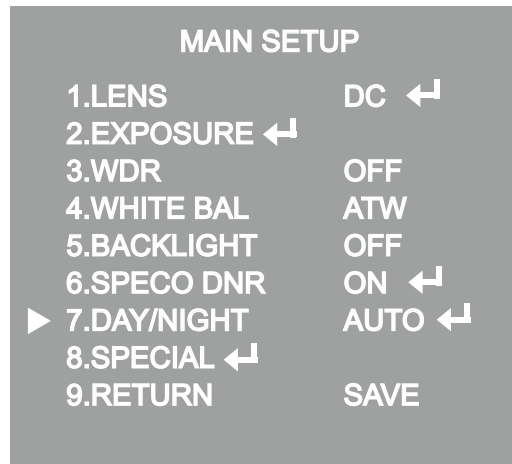 MAIN SETUP
1.LENS DC ↵
2.EXPOSURE ↵
3.WDR OFF
4.WHITE BAL ATW
5.BACKLIGHT OFF
6.SPECO DNR ON ↵
7.DAY/NIGHT AUTO ↵
8.SPECIAL ↵
9.RETURN SAVE